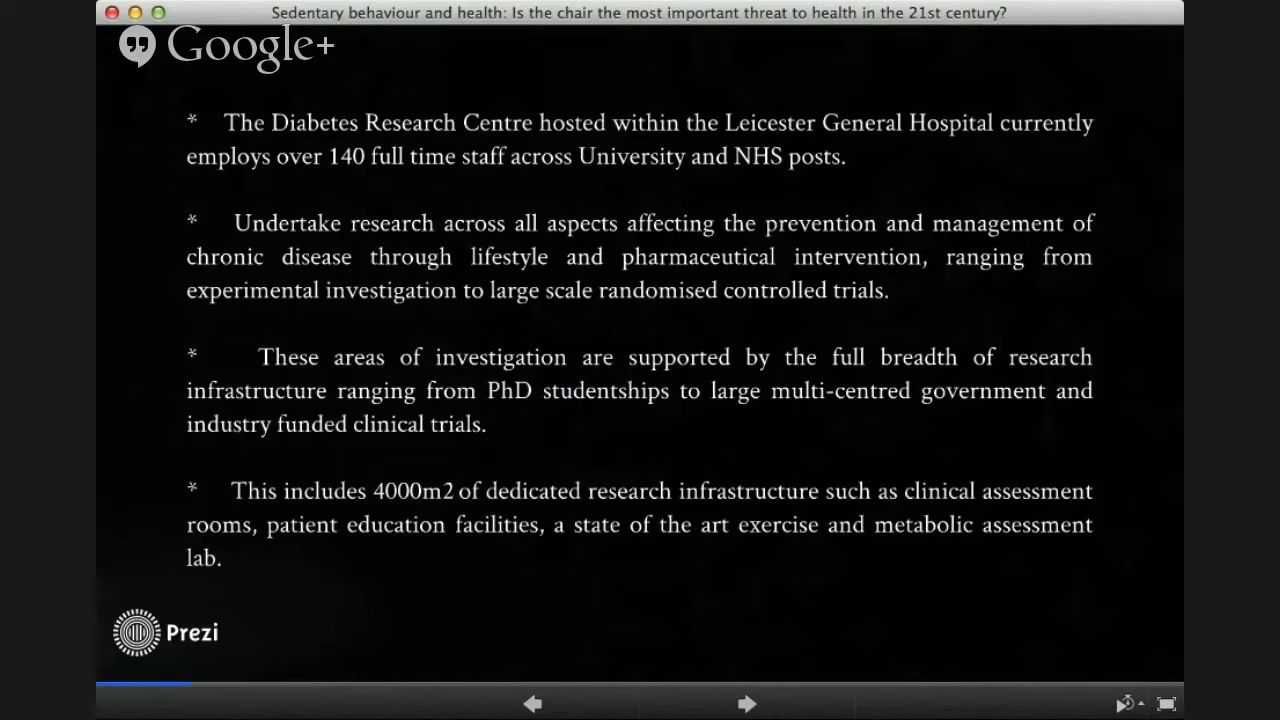 Sedentary behaviour and health: Is the chair the most important threat to health in the 21st century?
Google+
* The Diabetes Research Centre hosted within the Leicester General Hospital currently
employs over 140 full time staff across University and NHS posts.
* Undertake research across all aspects affecting the prevention and management of
chronic disease through lifestyle and pharmaceutical intervention, ranging from
experimental investigation to large scale randomised controlled trials.
* These areas of investigation are supported by the full breadth of research
infrastructure ranging from PhD studentships to large multi-centred government and
industry funded clinical trials.
* This includes 4000m2 of dedicated research infrastructure such as clinical assessment
rooms, patient education facilities, a state of the art exercise and metabolic assessment
lab.
Prezi